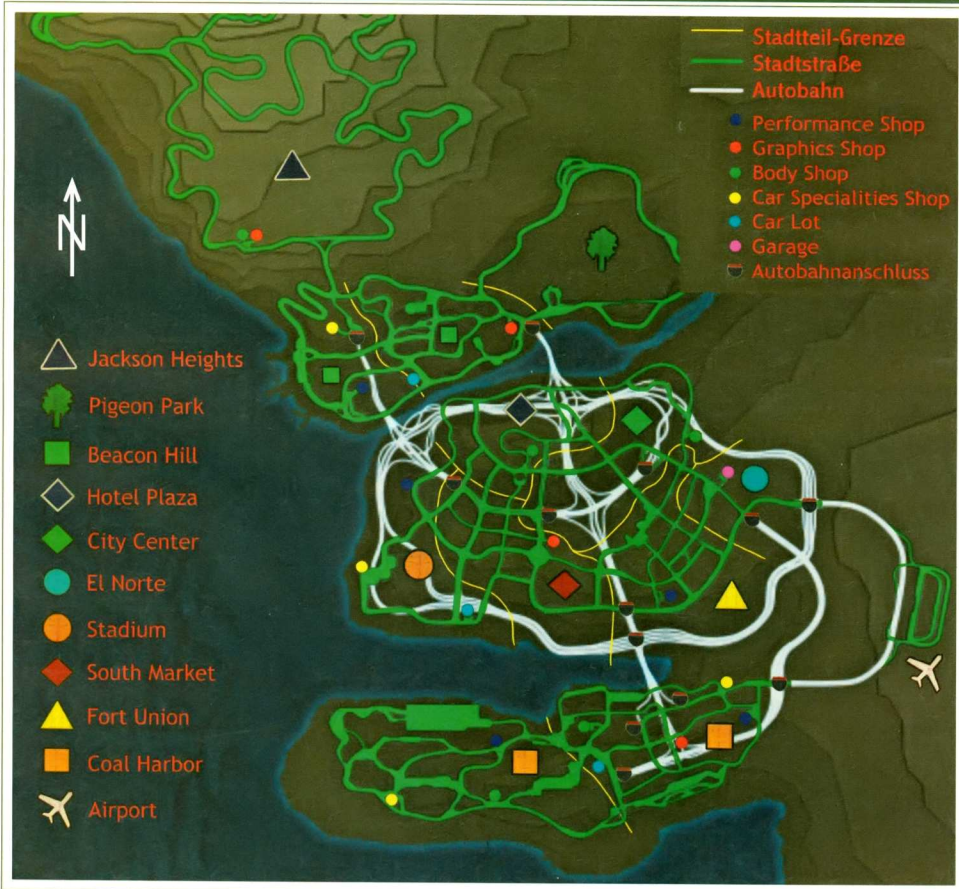 Stadtteil-Grenze
Stadtstraße
Autobahn
Performance Shop
Graphics Shop
Body Shop
Car Specialities Shop
Car Lot
Garage
Autobahnanschluss
N
Jackson Heights
Pigeon Park
Beacon Hill
Hotel Plaza
City Center
El Norte
Stadium
South Market
Fort Union
Coal Harbor
Airport